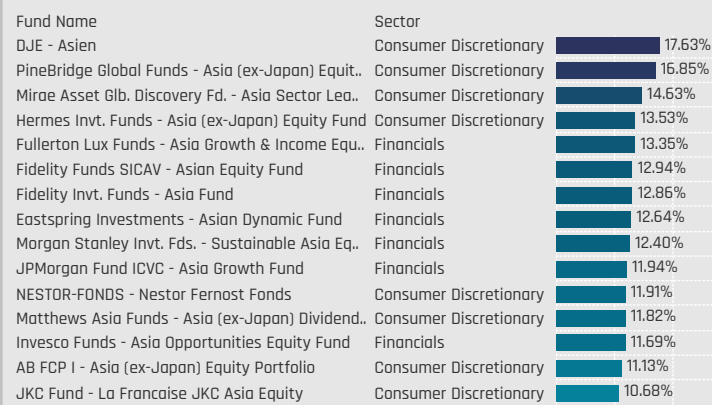 Fund Name Sector
DJE - Asien Consumer Discretionary 17.63%
PineBridge Global Funds - Asia (ex-Japan) Equit.. Consumer Discretionary 16.85%
Mirae Asset Glb. Discovery Fd. - Asia Sector Lea.. Consumer Discretionary 14.63%
Hermes Invt. Funds - Asia (ex-Japan) Equity Fund Consumer Discretionary 13.53%
Fullerton Lux Funds - Asia Growth & Income Equ.. Financials 13.35%
Fidelity Funds SICAV - Asian Equity Fund Financials 12.94%
Fidelity Invt. Funds - Asia Fund Financials 12.86%
Eastspring Investments - Asian Dynamic Fund Financials 12.64%
Morgan Stanley Invt. Fds. - Sustainable Asia Eq.. Financials 12.40%
JPMorgan Fund ICVC - Asia Growth Fund Financials 11.94%
NESTOR-FONDS - Nestor Fernost Fonds Consumer Discretionary 11.91%
Matthews Asia Funds - Asia (ex-Japan) Dividend.. Consumer Discretionary 11.82%
Invesco Funds - Asia Opportunities Equity Fund Financials 11.69%
AB FCP I - Asia (ex-Japan) Equity Portfolio Consumer Discretionary 11.13%
JKC Fund - La Francaise JKC Asia Equity Consumer Discretionary 10.68%